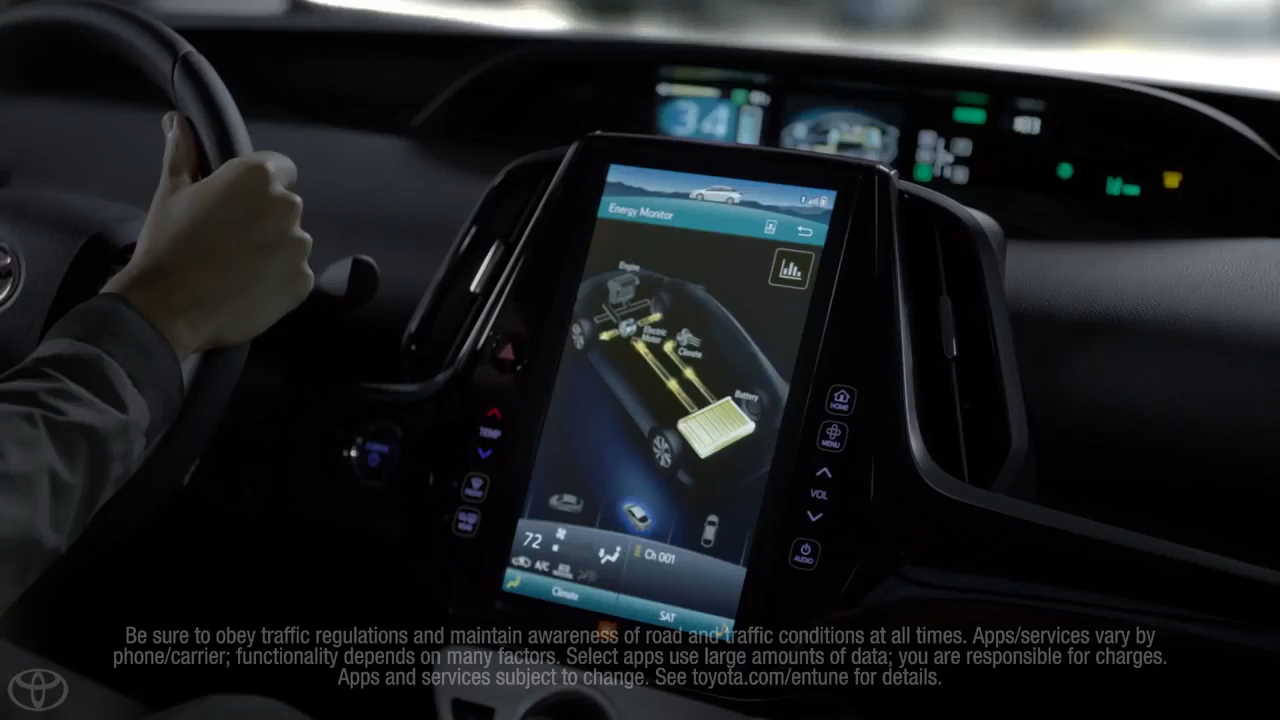 34
Energy Monitor
Engine
Electric
Motor
Climate
Battery
HOME
MENU
TEMP
VOL
AUDIO
72
Ch 001
A/C
Climate
SAT
Be sure to obey traffic regulations and maintain awareness of road and traffic conditions at all times. Apps/services vary by
phone/carrier; functionality depends on many factors. Select apps use large amounts of data; you are responsible for charges.
Apps and services subject to change. See toyota.com/entune for details.